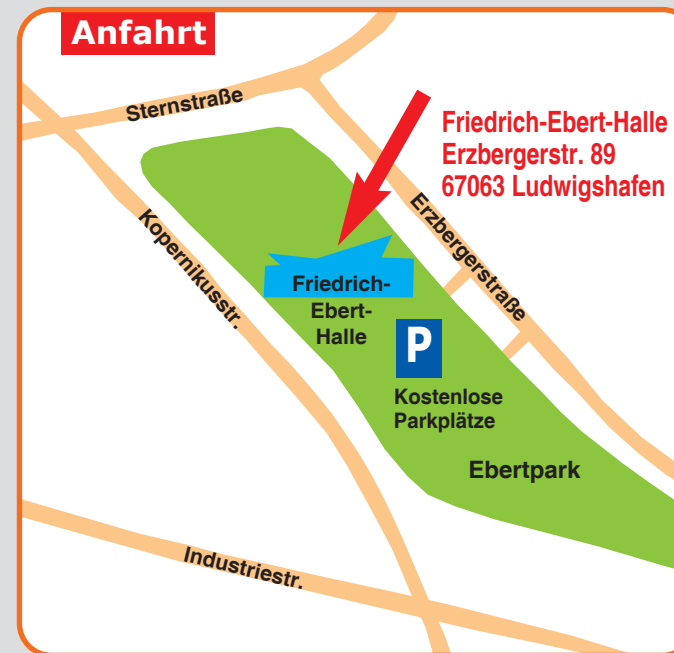 Anfahrt
Sternstraße
Friedrich-Ebert-Halle
Erzbergerstr. 89
67063 Ludwigshafen
Kopernikusstr.
Erzbergerstraße
Friedrich-
Ebert-
Halle
P
Kostenlose
Parkplätze
Ebertpark
Industriestr.